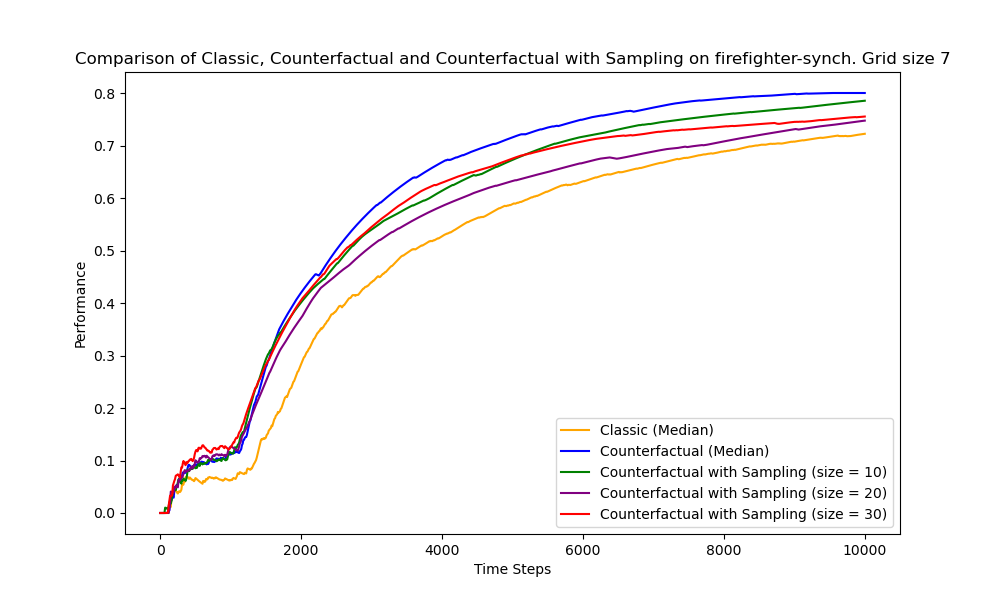 Comparison of Classic, Counterfactual and Counterfactual with Sampling on firefighter-synch. Grid size 7
Performance
0.8
0.7
0.6
0.5
0.4
0.3
0.2
0.1
0.0
Classic (Median)
Counterfactual (Median)
Counterfactual with Sampling (size = 10)
Counterfactual with Sampling (size = 20)
Counterfactual with Sampling (size = 30)
0 2000 4000 6000 8000 10000
Time Steps